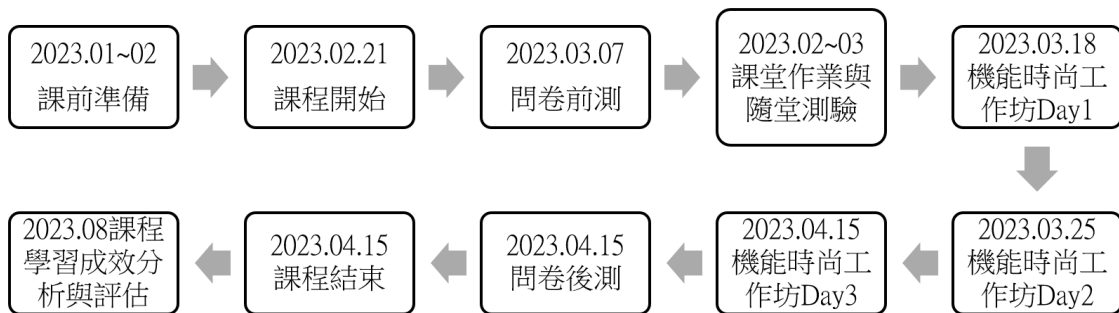 2023.01~02
課前準備
2023.02.21
課程開始
2023.03.07
問卷前測
2023.02~03
課堂作業與
隨堂測驗
2023.03.18
機能時尚工
作坊Day1
2023.03.25
機能時尚工
作坊Day2
2023.04.15
機能時尚工
作坊Day3
2023.04.15
問卷後測
2023.04.15
課程結束
2023.08課程
學習成效分
析與評估